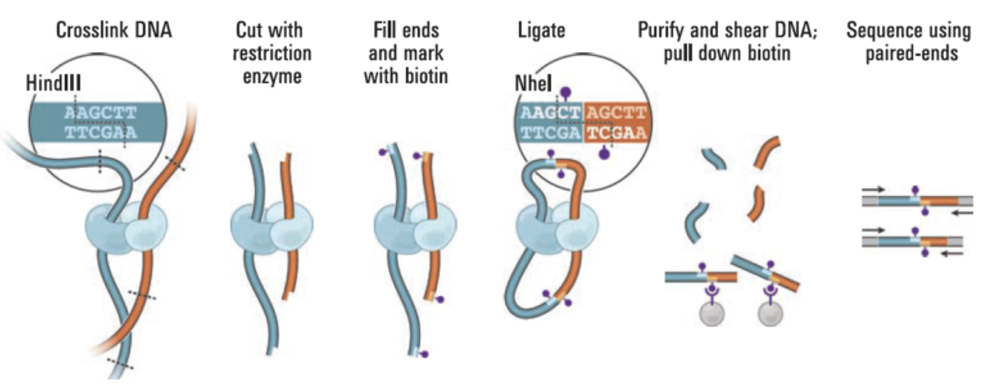 Crosslink DNA
HindIII
AAGCTT
TTCGAA
Cut with
restriction
enzyme
Fill ends
and mark
with biotin
Ligate
NheI
AAGCT AGCTT
TTCGA TCGAA
Purify and shear DNA;
pull down biotin
Sequence using
paired-ends